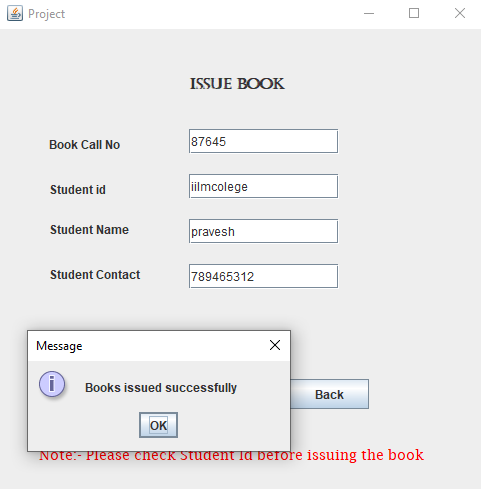 Project
ISSUE BOOK
Book Call No
87645
Student id
iilmcolege
Student Name
pravesh
Student Contact
789465312
Message
Books issued successfully
OK
Back
Note:- Please check Student Id before issuing the book